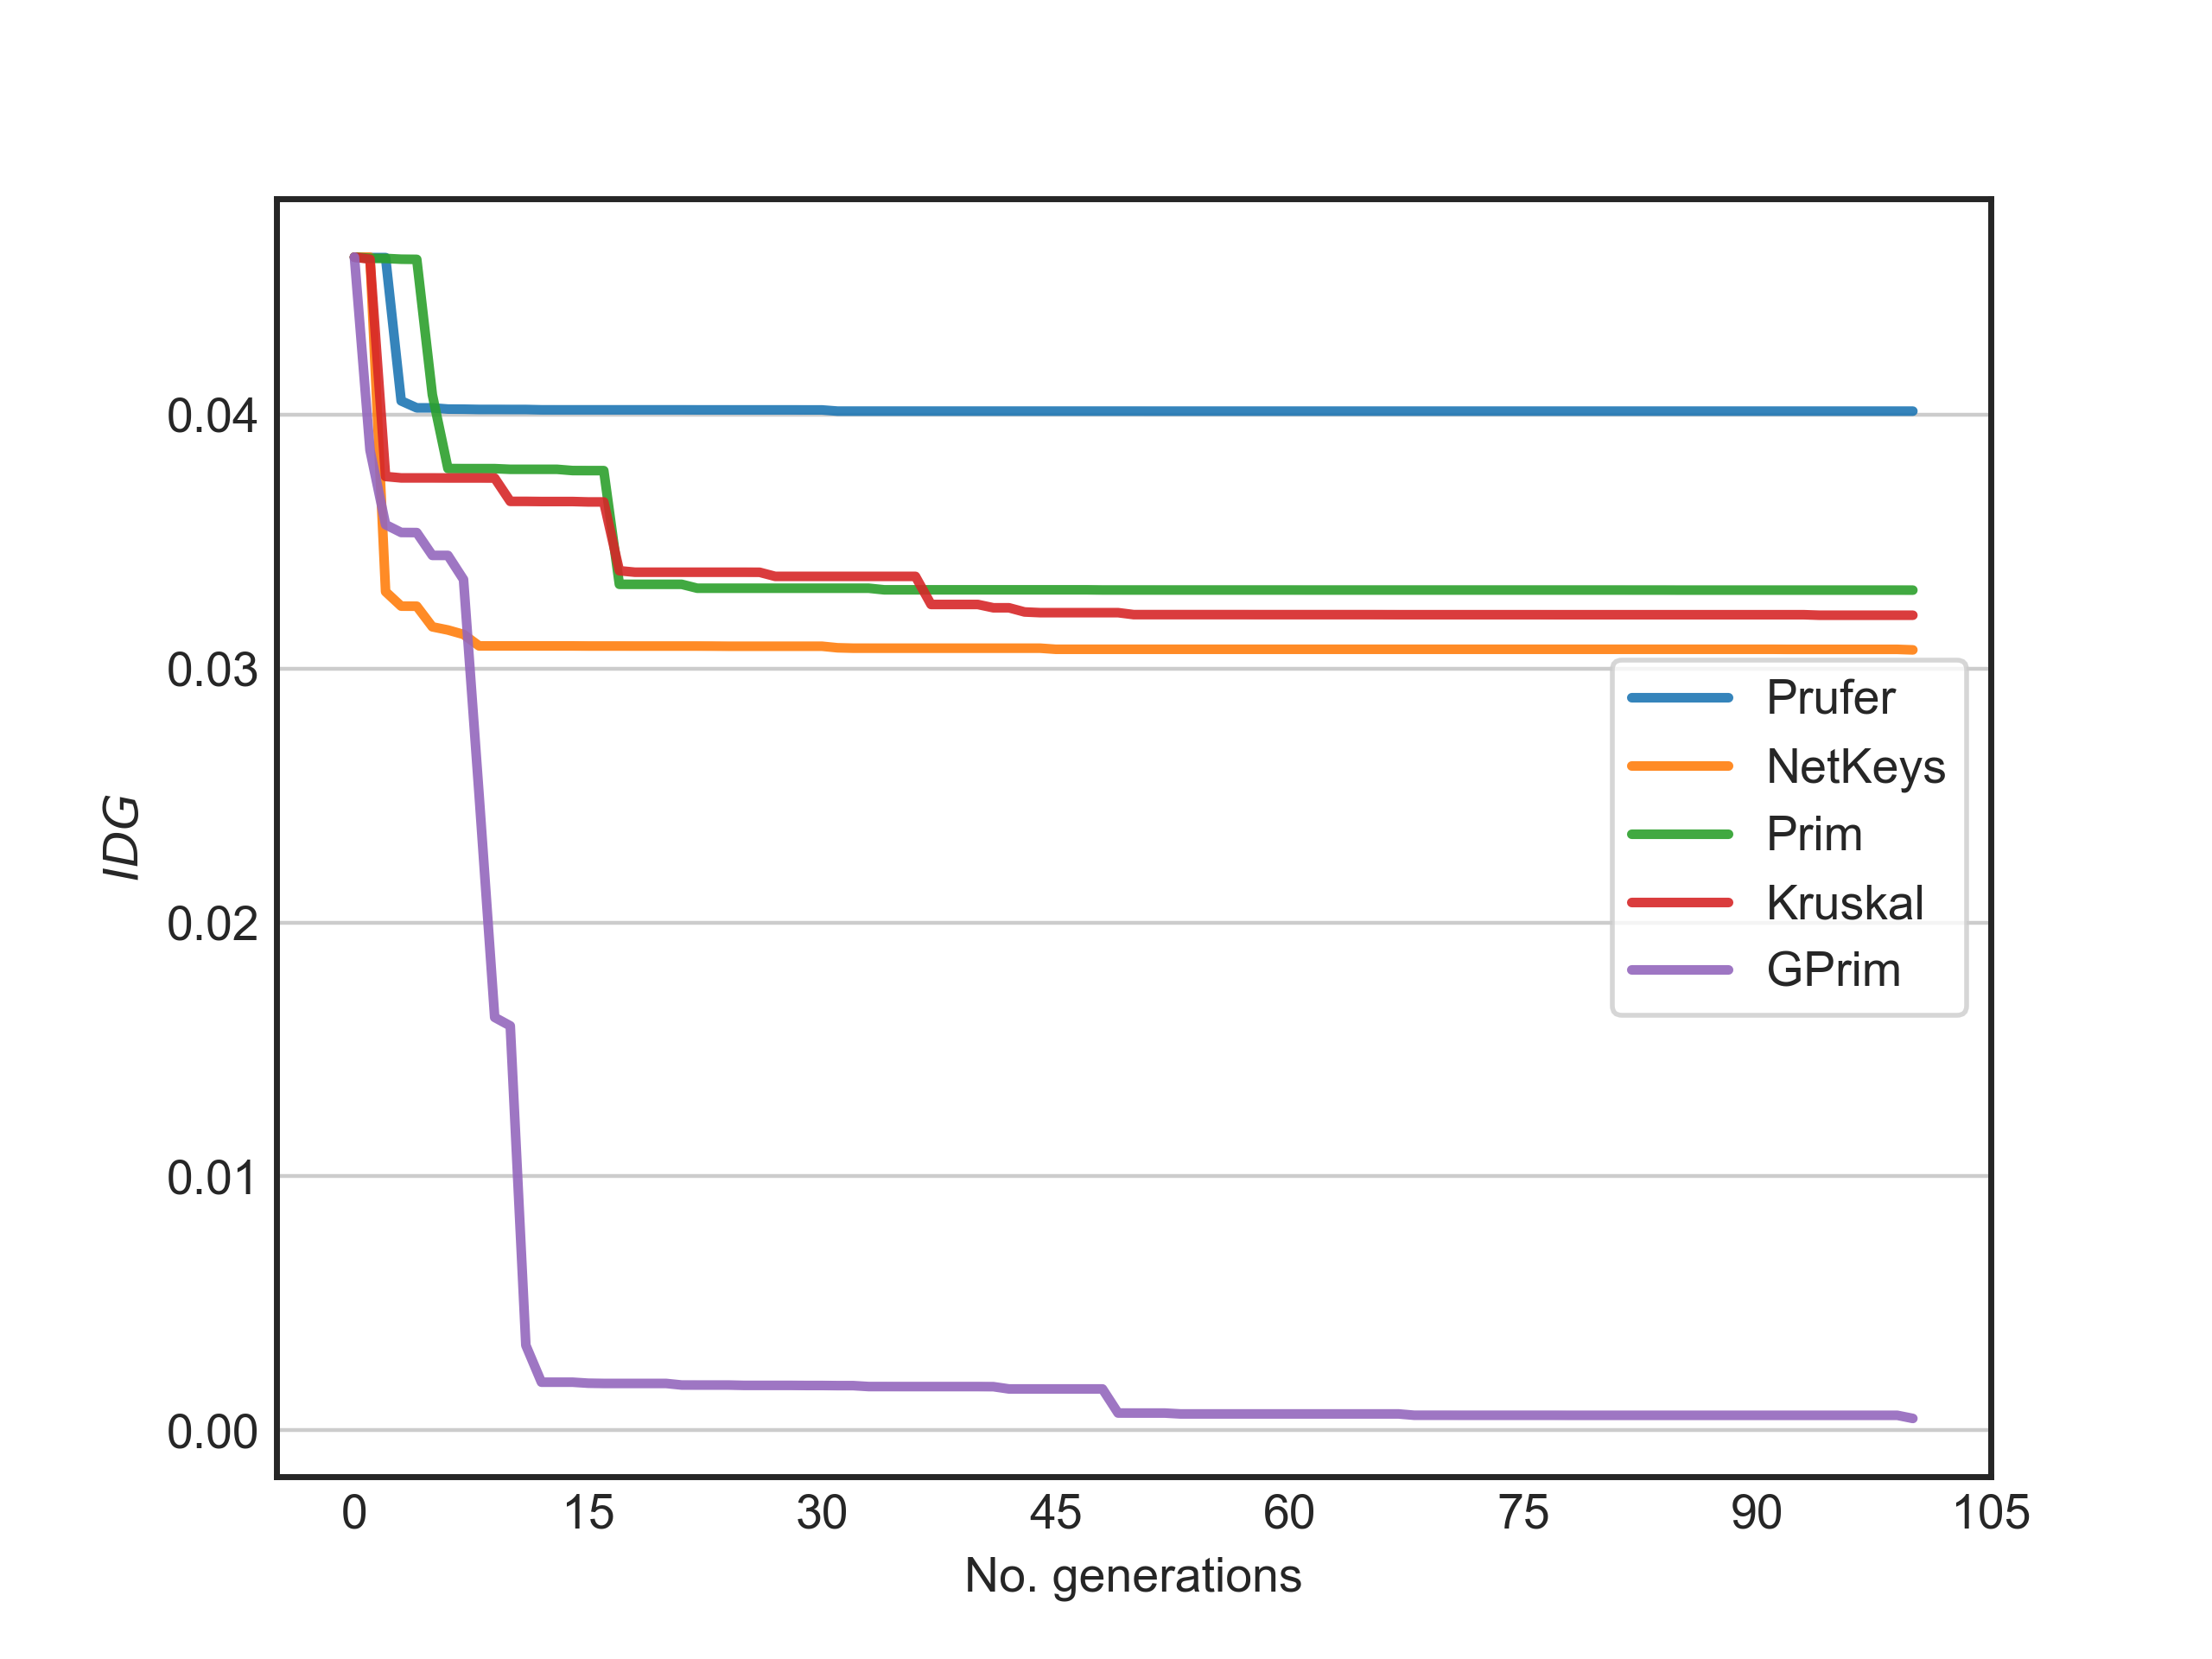 0.04
0.03
0.02
0.01
0.00
IDG
0 15 30 45 60 75 90 105
No. generations
Prufer
NetKeys
Prim
Kruskal
GPrim